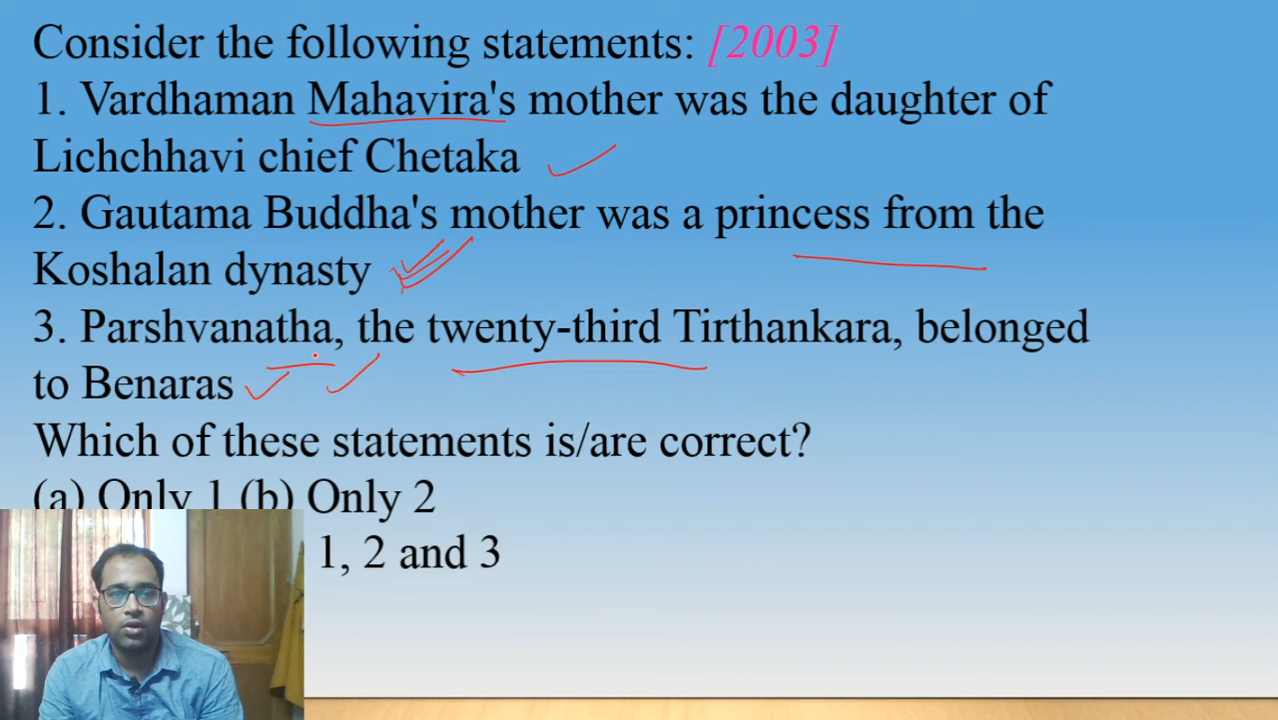 Consider the following statements: [2003]
1. Vardhaman Mahavira's mother was the daughter of
Lichchhavi chief Chetaka
2. Gautama Buddha's mother was a princess from the
Koshalan dynasty
3. Parshvanatha, the twenty-third Tirthankara, belonged
to Benaras
Which of these statements is/are correct?
(a) Only 1 (b) Only 2
1, 2 and 3